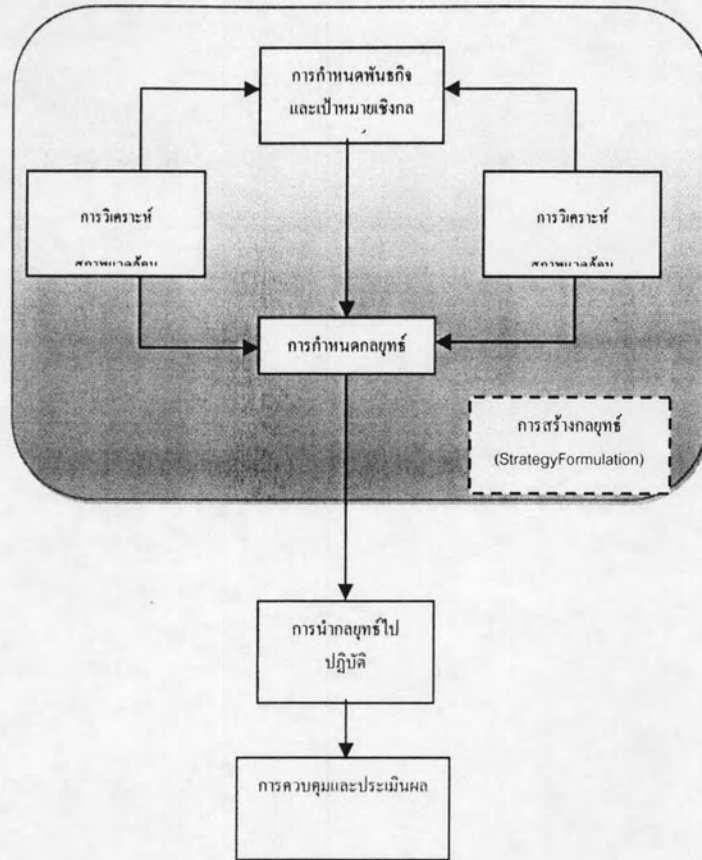 การกำหนดพันธกิจ
และเป้าหมายเชิงกล
การวิเคราะห์
การวิเคราะห์
การกำหนดกลยุทธ์
การสร้างกลยุทธ์
(StrategyFormulation)
การนำกลยุทธ์ไป
ปฏิบัติ
การควบคุมและประเมินผล